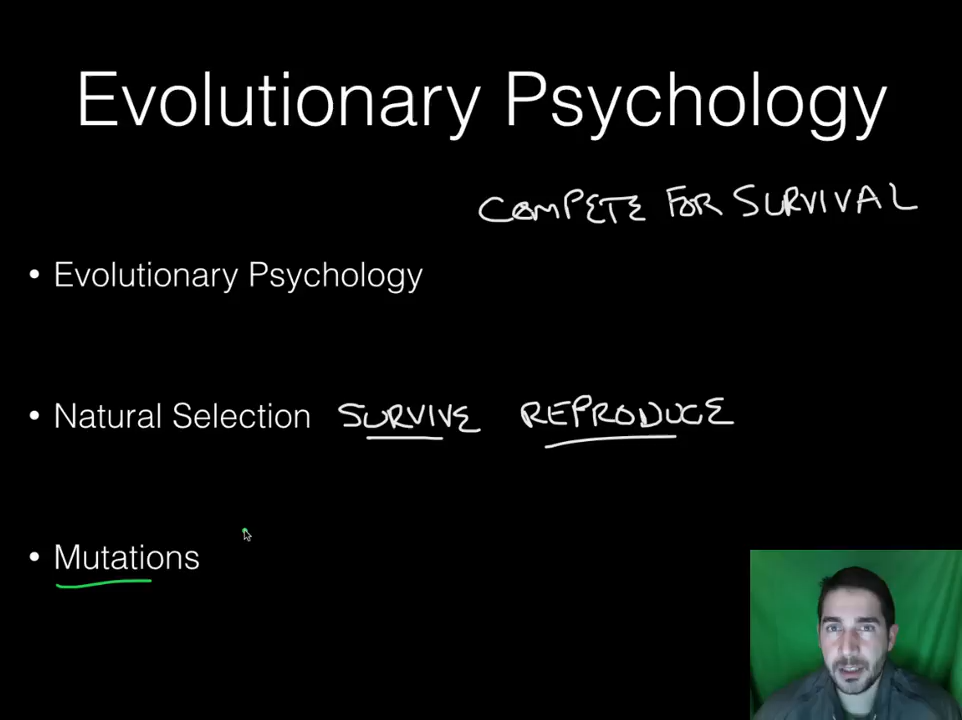 Evolutionary Psychology
COMPETE FOR SURVIVAL
• Evolutionary Psychology
• Natural Selection SURVIVE REPRODUCE
• Mutations